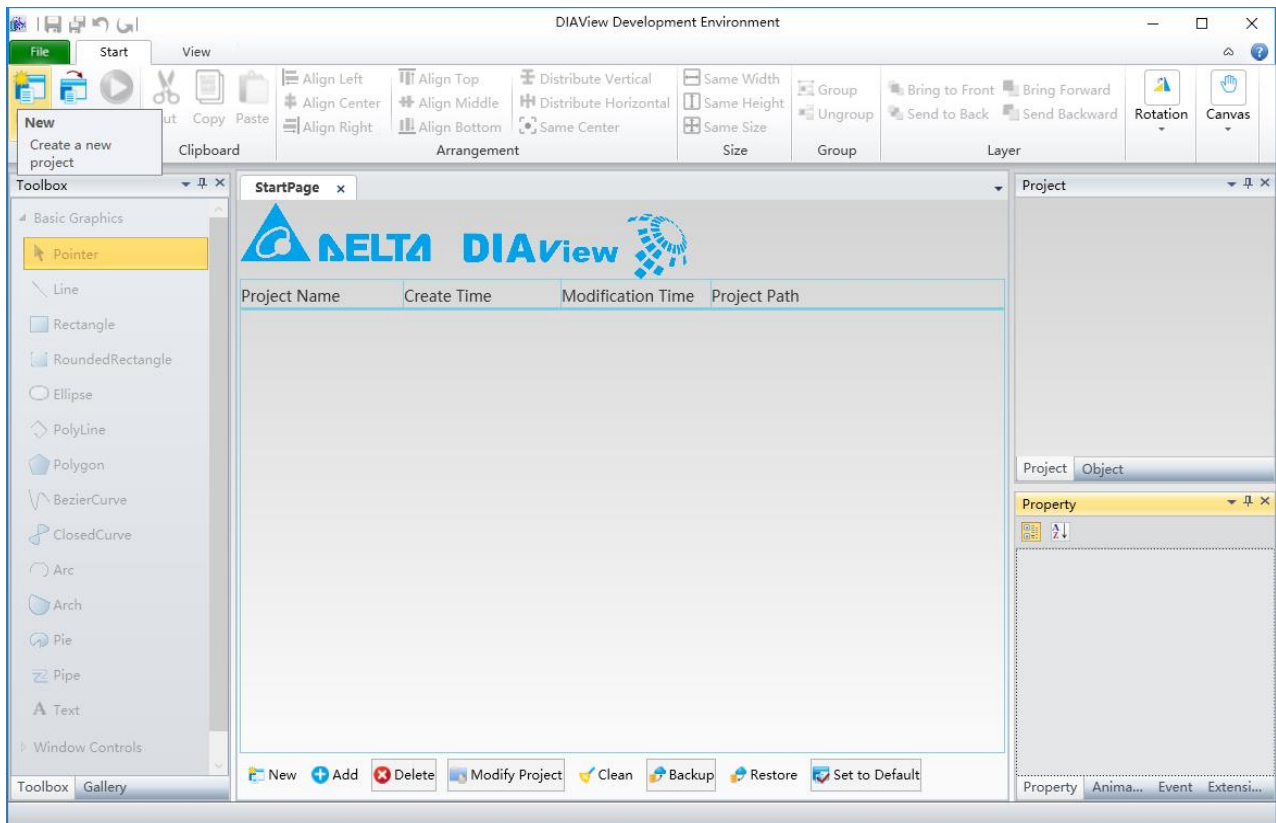 DIAView Development Environment
File Start View
Align Left Align Top Distribute Vertical Same Width Group Bring to Front Bring Forward
Align Center Align Middle Distribute Horizontal Same Height Ungroup Send to Back Send Backward
Align Right Align Bottom Same Center Same Size
Copy Paste Rotation Canvas
New
Create a new
project
Clipboard Arrangement Size Group Layer
Toolbox
Basic Graphics
Pointer
Line
Rectangle
RoundedRectangle
Ellipse
PolyLine
Polygon
BezierCurve
ClosedCurve
Arc
Arch
Pie
Pipe
A Text
Window Controls
Toolbox Gallery
StartPage x
DELTA DIAView
Project Name Create Time Modification Time Project Path
New Add Delete Modify Project Clean Backup Restore Set to Default
Project
Project Object
Property
Property Anima... Event Extensi...